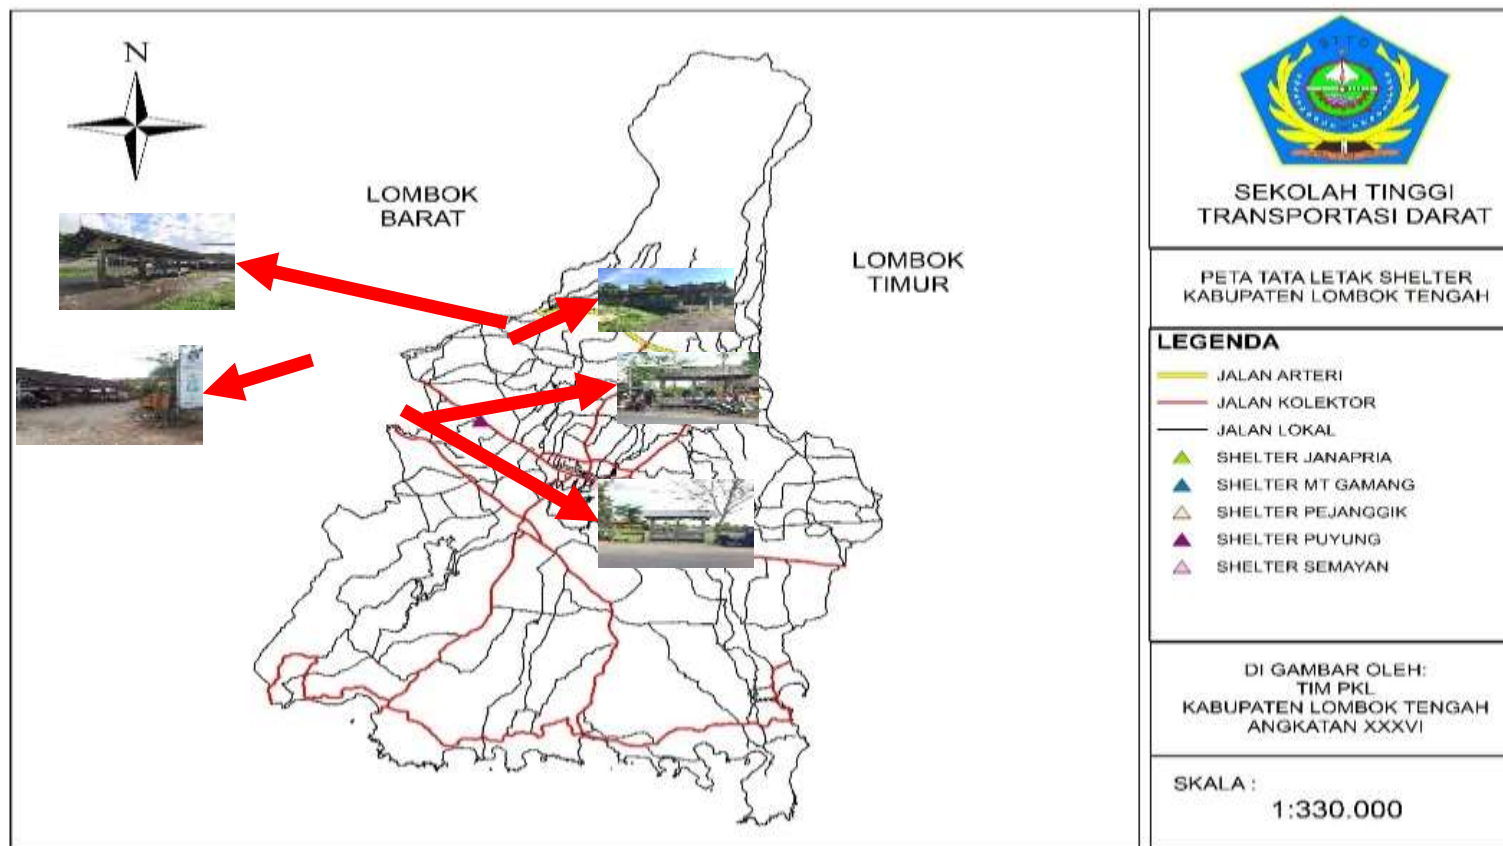 N
LOMBOK
BARAT
LOMBOK
TIMUR
STTD
SEKOLAH TINGGI
TRANSPORTASI DARAT
PETA TATA LETAK SHELTER
KABUPATEN LOMBOK TENGAH
LEGENDA
JALAN ARTERI
JALAN KOLEKTOR
JALAN LOKAL
SHELTER JANAPRIA
SHELTER MT GAMANG
SHELTER PEJANGGIK
SHELTER PUYUNG
SHELTER SEMAYAN
DI GAMBAR OLEH:
TIM PKL
KABUPATEN LOMBOK TENGAH
ANGKATAN XXXVI
SKALA :
1:330.000